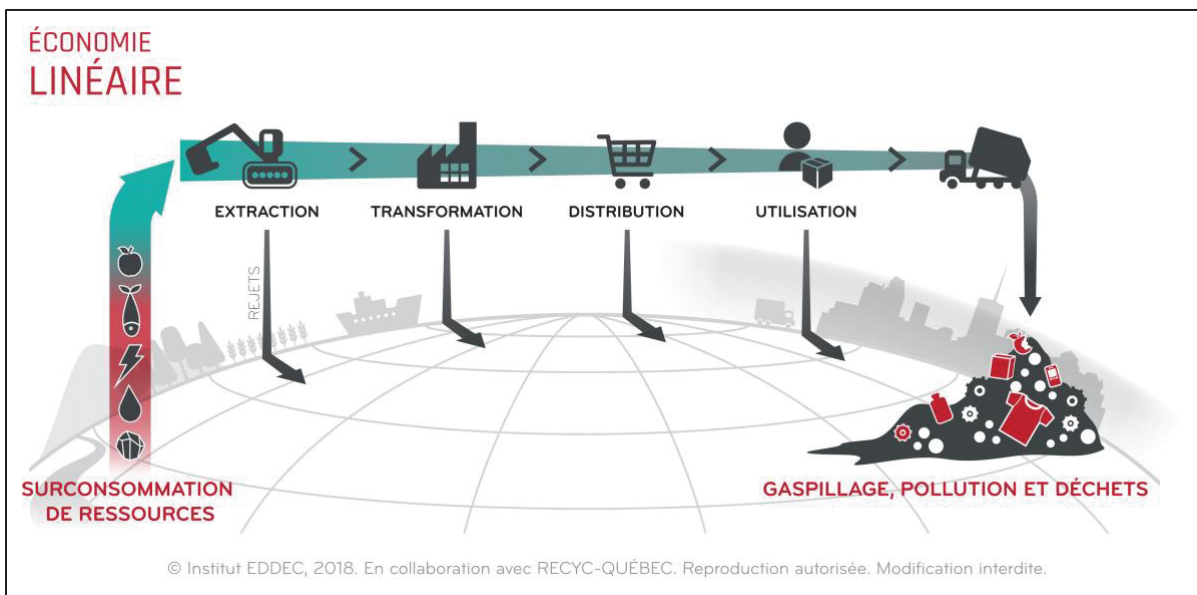 ÉCONOMIE
LINÉAIRE
EXTRACTION
TRANSFORMATION
DISTRIBUTION
UTILISATION
REJETS
SURCONSOMMATION
DE RESSOURCES
GASPILLAGE, POLLUTION ET DÉCHETS
© Institut EDDEC, 2018. En collaboration avec RECYC-QUÉBEC. Reproduction autorisée. Modification interdite.